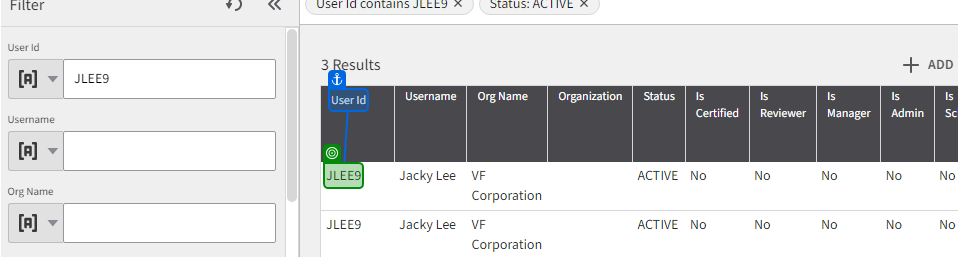 Filter
User Id contains JLEE9 ×
Status: ACTIVE ×
User Id
[A] JLEE9
Username
[A]
Org Name
[A]
3 Results
+ ADD
User Id Username Org Name Organization Status Is Certified Is Reviewer Is Manager Is Admin Is Sc
JLEE9 Jacky Lee VF Corporation ACTIVE No No No No No
JLEE9 Jacky Lee VF Corporation ACTIVE No No No No No